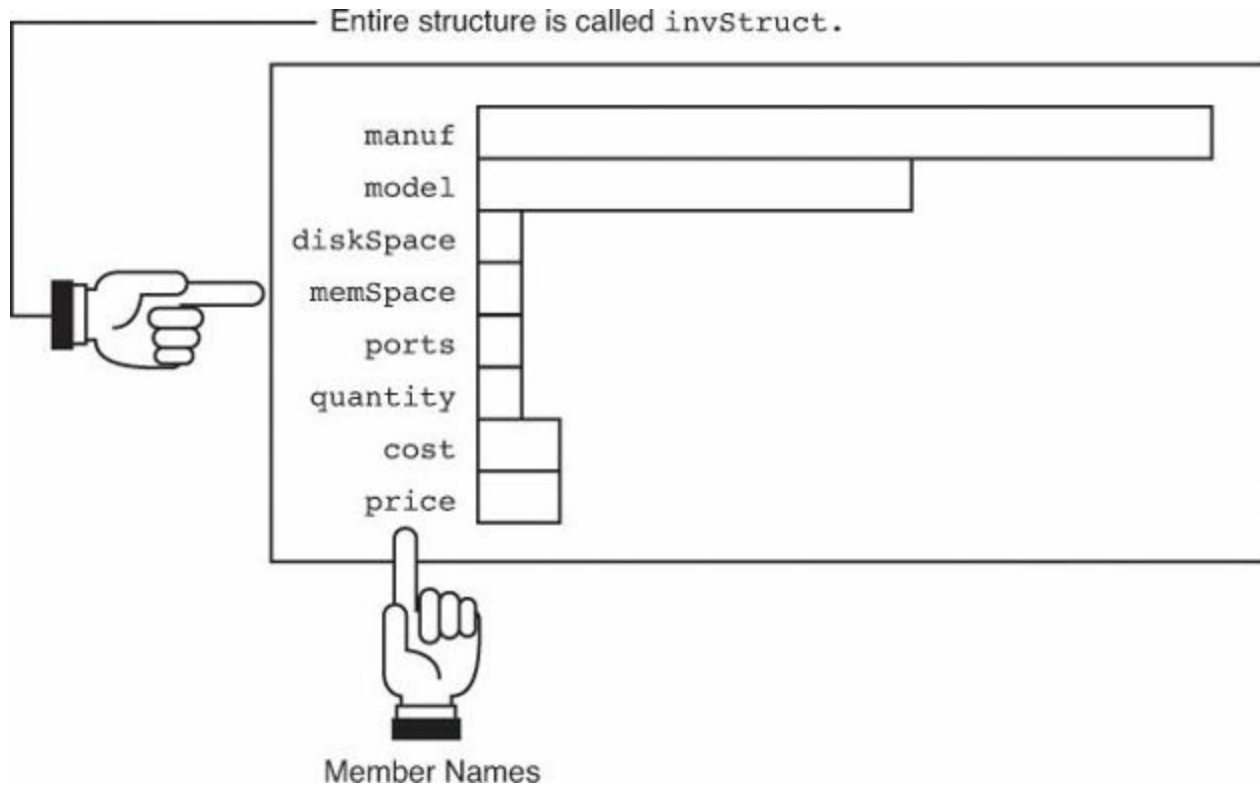 Entire structure is called invStruct.
manuf
model
diskSpace
memSpace
ports
quantity
cost
price
Member Names